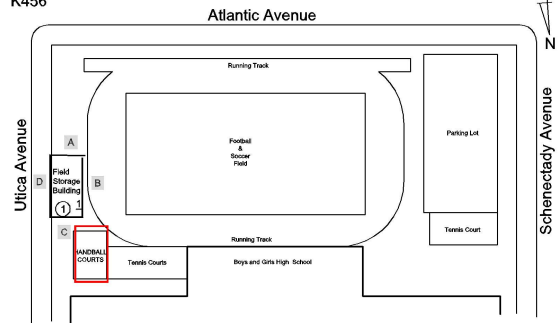 K456
Atlantic Avenue
N
Running Track
Utica Avenue
Schenectady Avenue
Parking Lot
Football
&
Soccer
Field
A
D
Field
Storage
Building
B
1
1
C
HANDBALL
COURTS
Tennis Courts
Running Track
Boys and Girls High School
Tennis Court